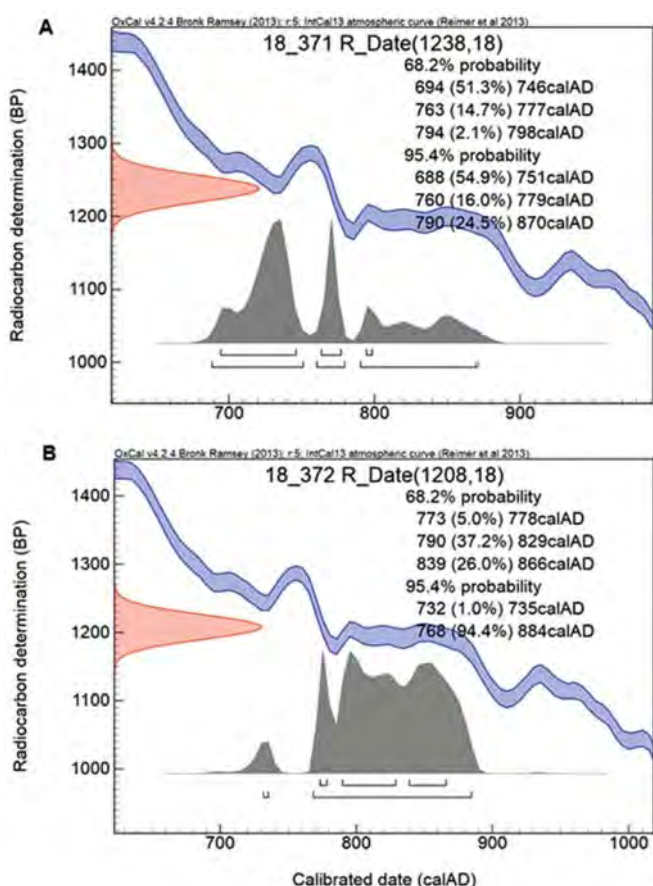 OxCal v4.2.4 Bronk Ramsey (2013); r:5; IntCal13 atmospheric curve (Reimer et al 2013)
A
18_371 R_Date(1238,18)
68.2% probability
694 (51.3%) 746calAD
763 (14.7%) 777calAD
794 (2.1%) 798calAD
95.4% probability
688 (54.9%) 751calAD
760 (16.0%) 779calAD
790 (24.5%) 870calAD
Radiocarbon determination (BP)
1400
1300
1200
1100
1000
700
800
900
OxCal v4.2.4 Bronk Ramsey (2013); r:5; IntCal13 atmospheric curve (Reimer et al 2013)
B
18_372 R_Date(1208,18)
68.2% probability
773 (5.0%) 778calAD
790 (37.2%) 829calAD
839 (26.0%) 866calAD
95.4% probability
732 (1.0%) 735calAD
768 (94.4%) 884calAD
Radiocarbon determination (BP)
1400
1300
1200
1100
1000
700
800
900
1000
Calibrated date (calAD)